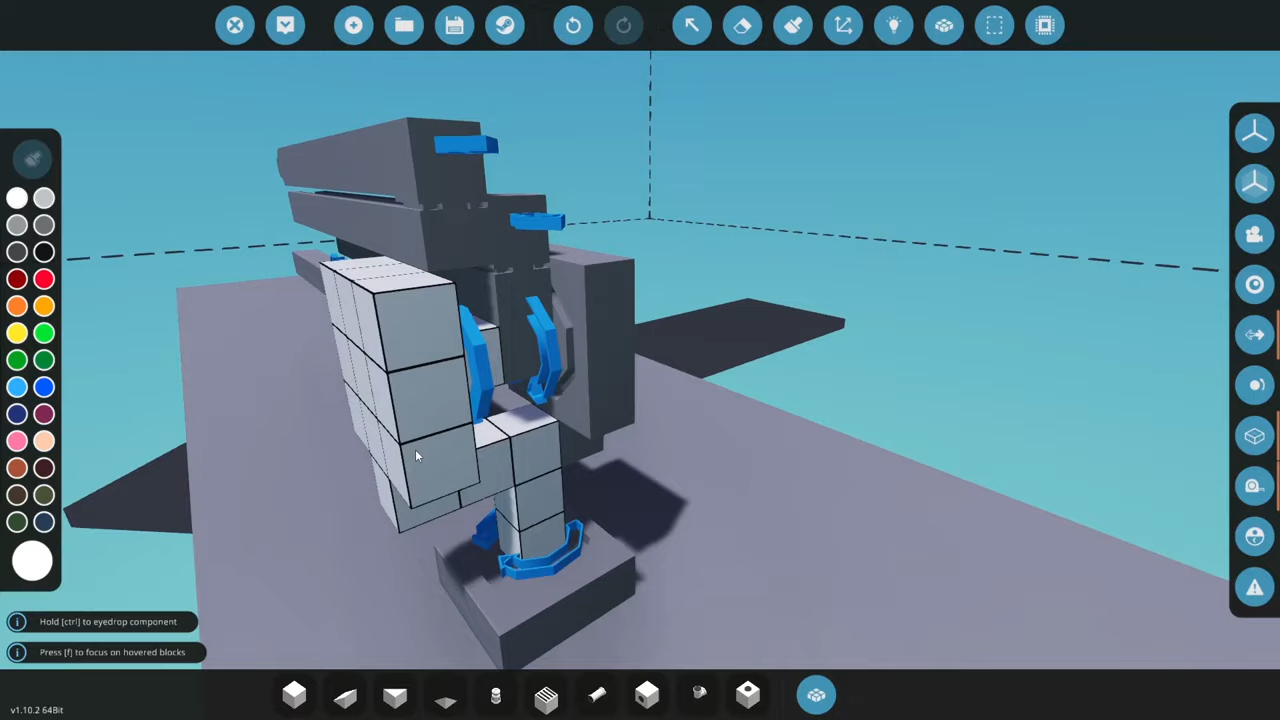 Hold [ctrl] to eyedrop component
Press [f] to focus on hovered blocks
v1.10.2 64Bit